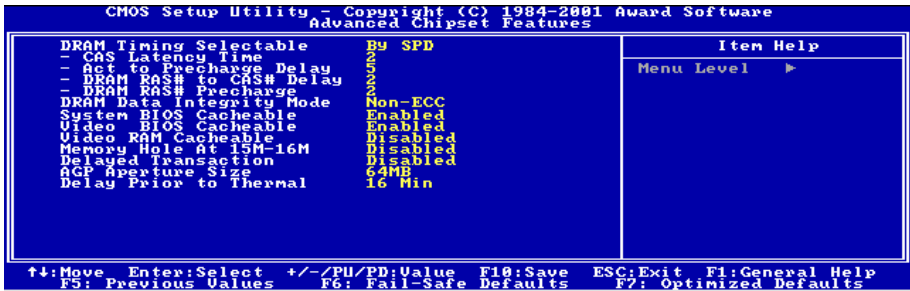 CMOS Setup Utility - Copyright (C) 1984-2001 Award Software
Advanced Chipset Features
DRAM Timing Selectable By SPD
- CAS Latency Time 2
- Act to Precharge Delay 5
- DRAM RAS# to CAS# Delay 2
- DRAM RAS# Precharge 2
DRAM Data Integrity Mode Non-ECC
System BIOS Cacheable Enabled
Video BIOS Cacheable Enabled
Video RAM Cacheable Disabled
Memory Hole At 15M-16M Disabled
Delayed Transaction Disabled
AGP Aperture Size 64MB
Delay Prior to Thermal 16 Min
Item Help
Menu Level ►
↑↓:Move Enter:Select +/-/PU/PD:Value F10:Save ESC:Exit F1:General Help
F5: Previous Values F6: Fail-Safe Defaults F7: Optimized Defaults